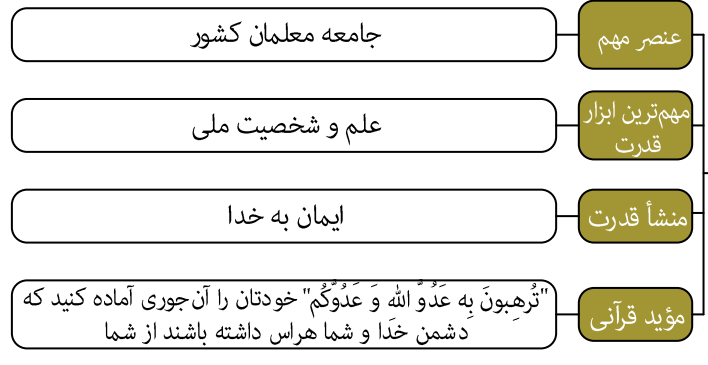 عنصر مهم
جامعه معلمان کشور
مهم‌ترین ابزار
قدرت
علم و شخصیت ملی
منشأ قدرت
ایمان به خدا
مؤید قرآنی
"تُرهِبونَ بِه عَدُوَّ الله وَ عَدُوَّکُم" خودتان را آن‌جوری آماده کنید که
دشمن خدا و شما هراس داشته باشند از شما